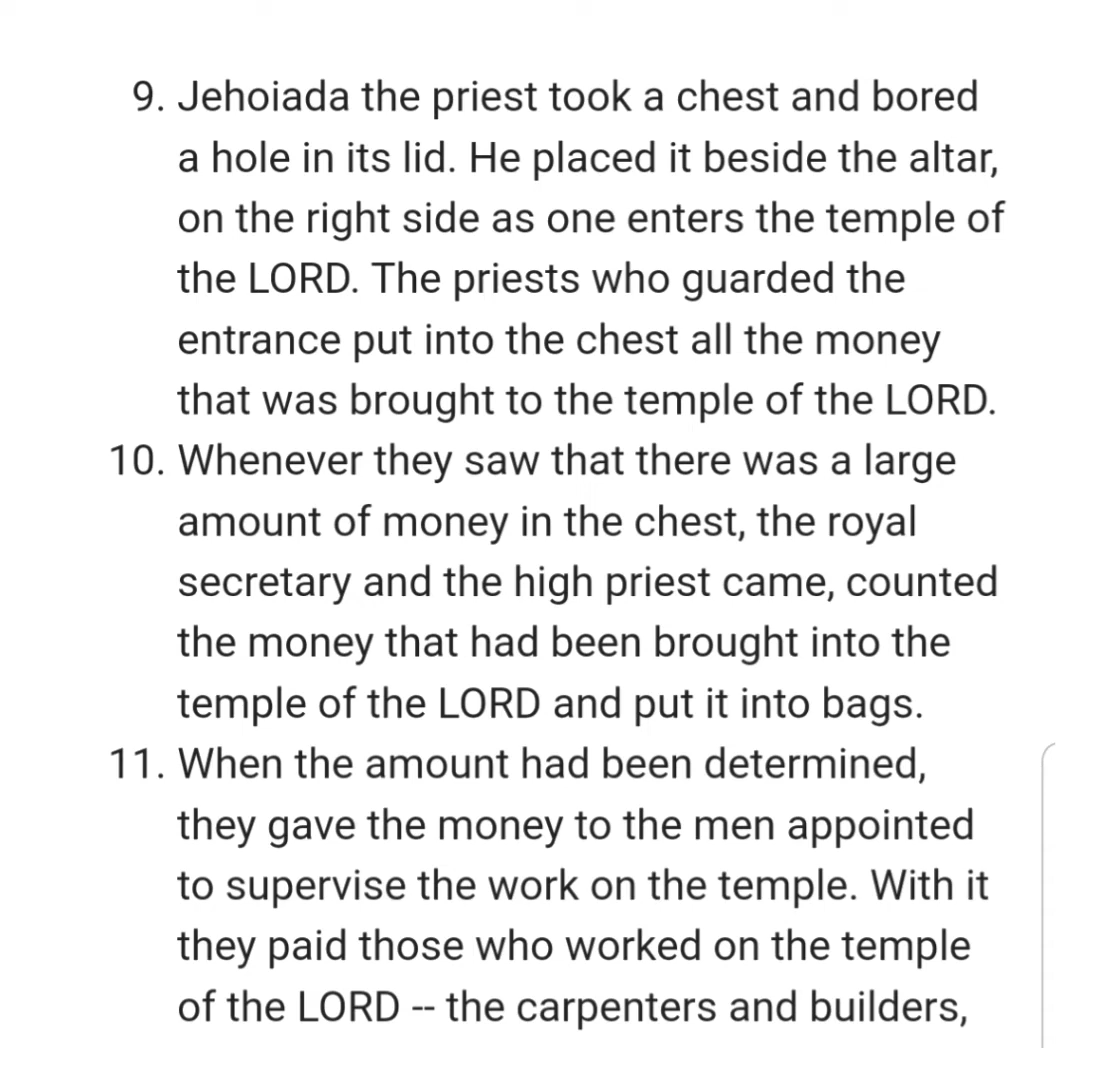 9. Jehoiada the priest took a chest and bored
a hole in its lid. He placed it beside the altar,
on the right side as one enters the temple of
the LORD. The priests who guarded the
entrance put into the chest all the money
that was brought to the temple of the LORD.
10. Whenever they saw that there was a large
amount of money in the chest, the royal
secretary and the high priest came, counted
the money that had been brought into the
temple of the LORD and put it into bags.
11. When the amount had been determined,
they gave the money to the men appointed
to supervise the work on the temple. With it
they paid those who worked on the temple
of the LORD -- the carpenters and builders,